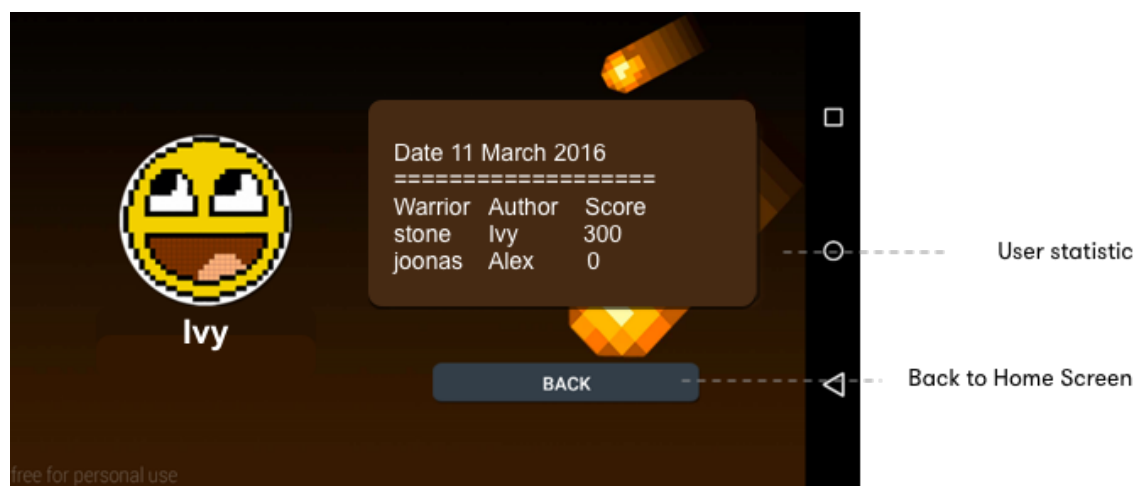 Date 11 March 2016
===================
Warrior Author Score
stone Ivy 300
joonas Alex 0
User statistic
Ivy
BACK
Back to Home Screen
free for personal use